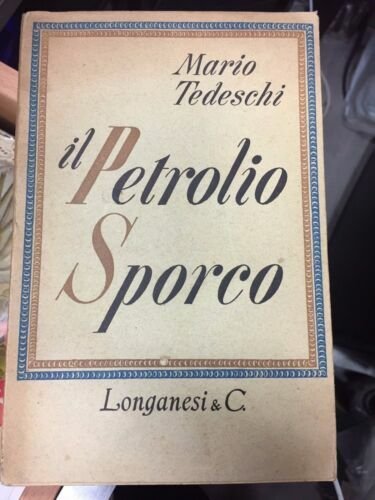 Mario
Tedeschi
il Petrolio
Sporco
Longanesi & C.